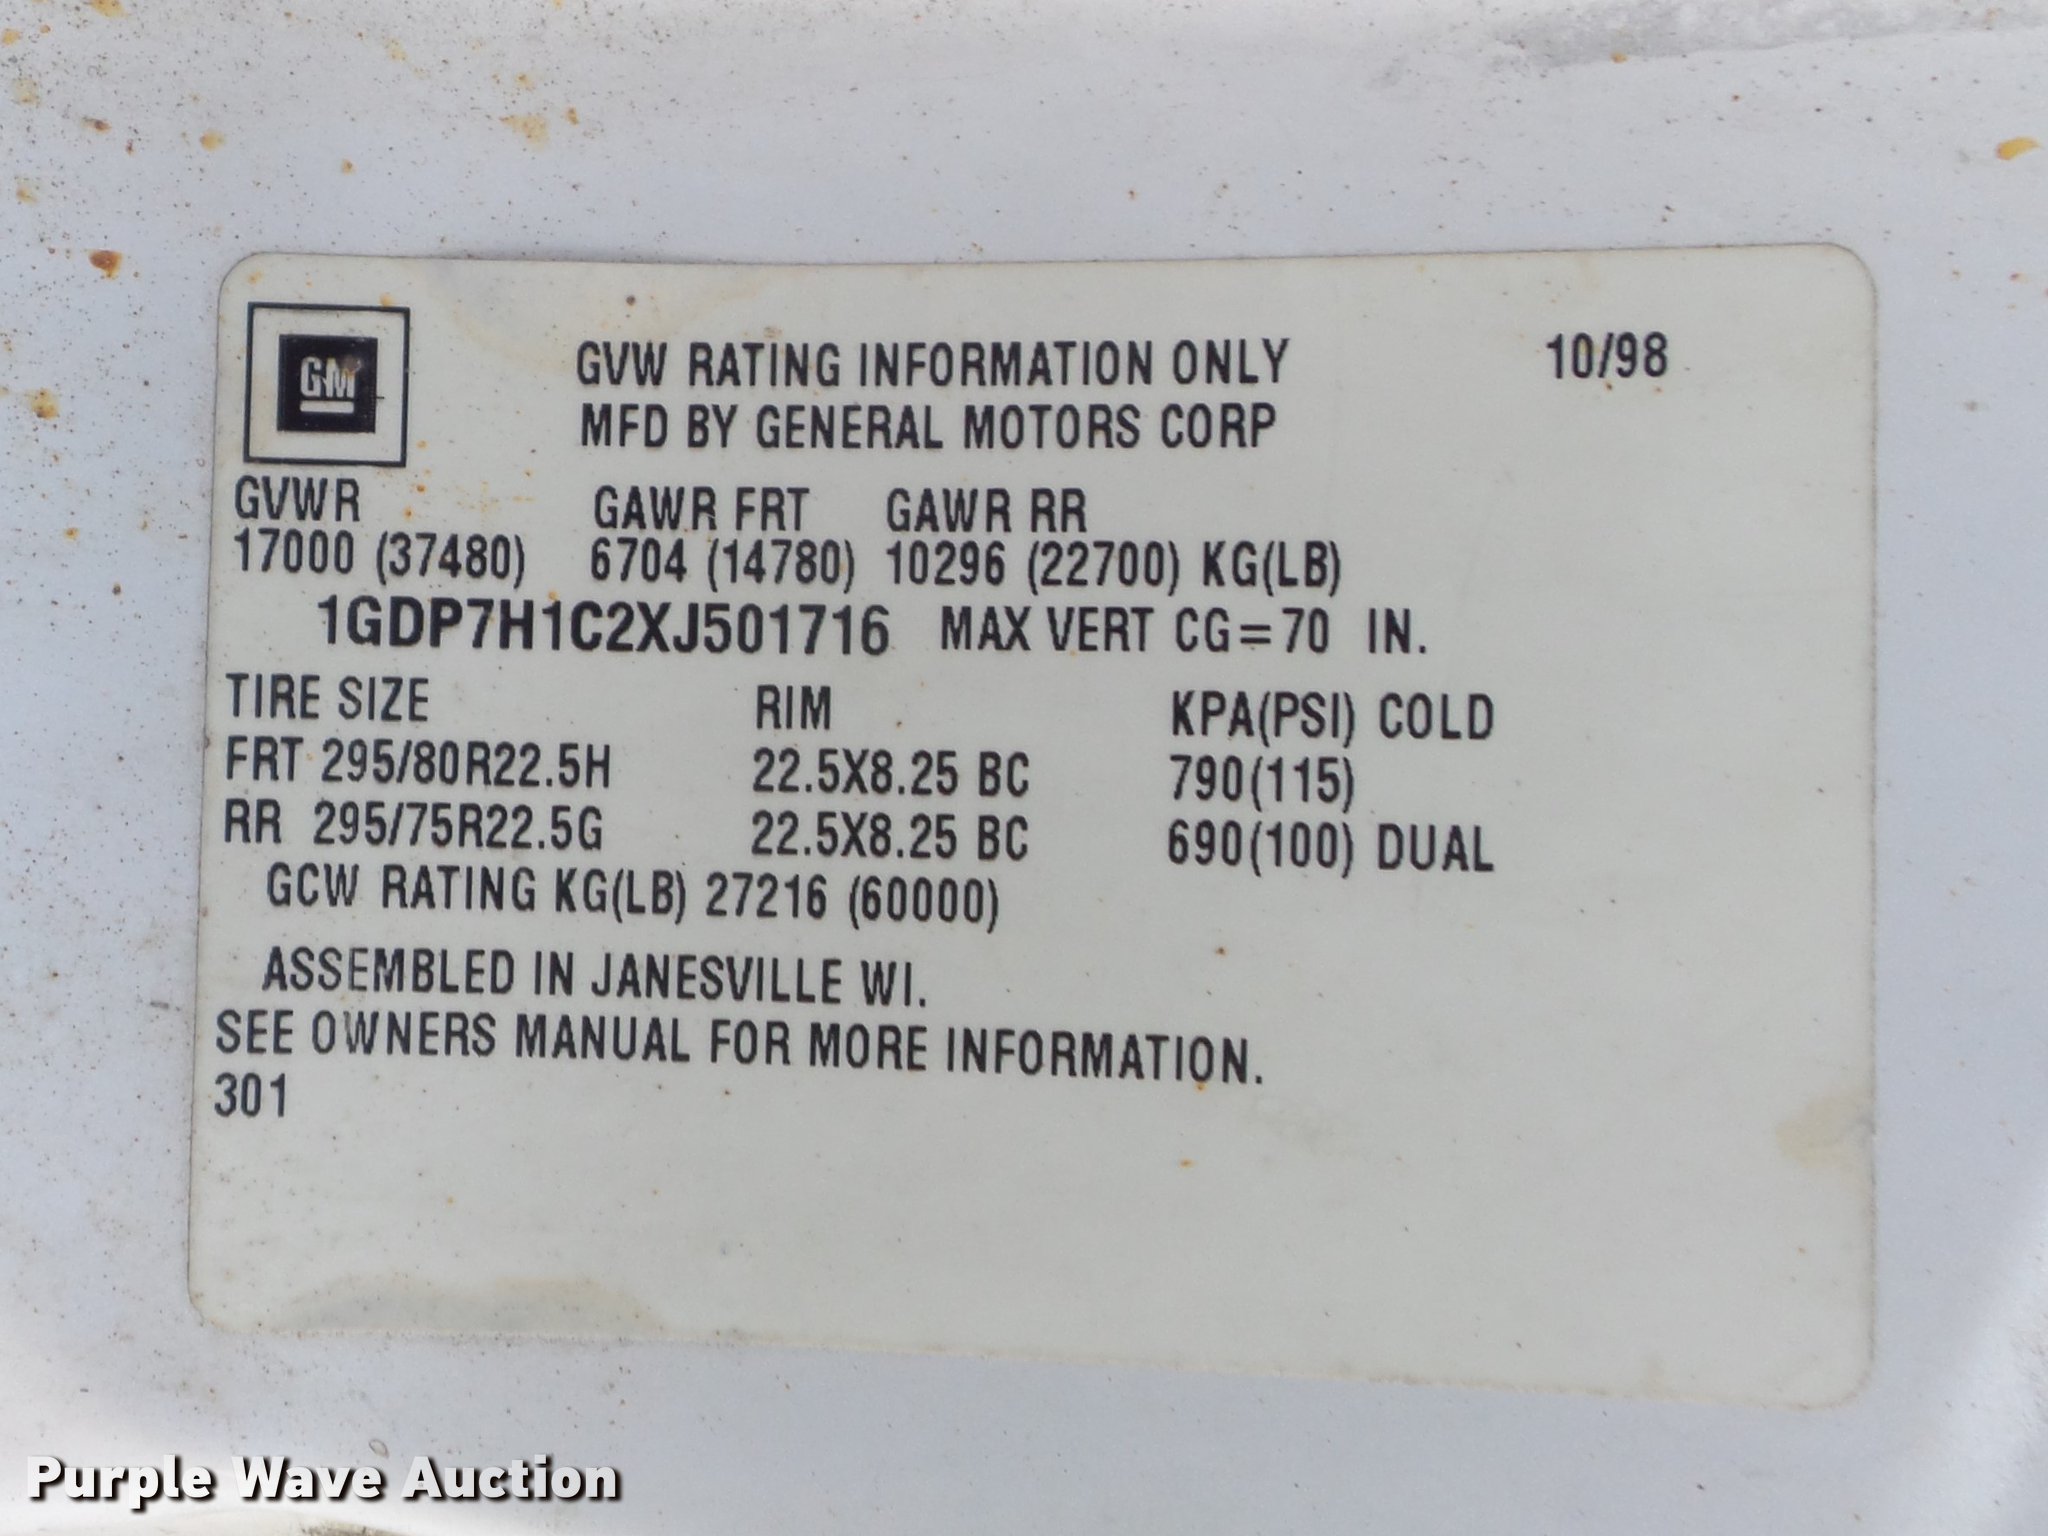 GM
GVW RATING INFORMATION ONLY 10/98
MFD BY GENERAL MOTORS CORP
GVWR GAWR FRT GAWR RR
17000 (37480) 6704 (14780) 10296 (22700) KG(LB)
1GDP7H1C2XJ501716 MAX VERT CG=70 IN.
TIRE SIZE RIM KPA(PSI) COLD
FRT 295/80R22.5H 22.5X8.25 BC 790(115)
RR 295/75R22.5G 22.5X8.25 BC 690(100) DUAL
GCW RATING KG(LB) 27216 (60000)
ASSEMBLED IN JANESVILLE WI.
SEE OWNERS MANUAL FOR MORE INFORMATION.
301
Purple Wave Auction